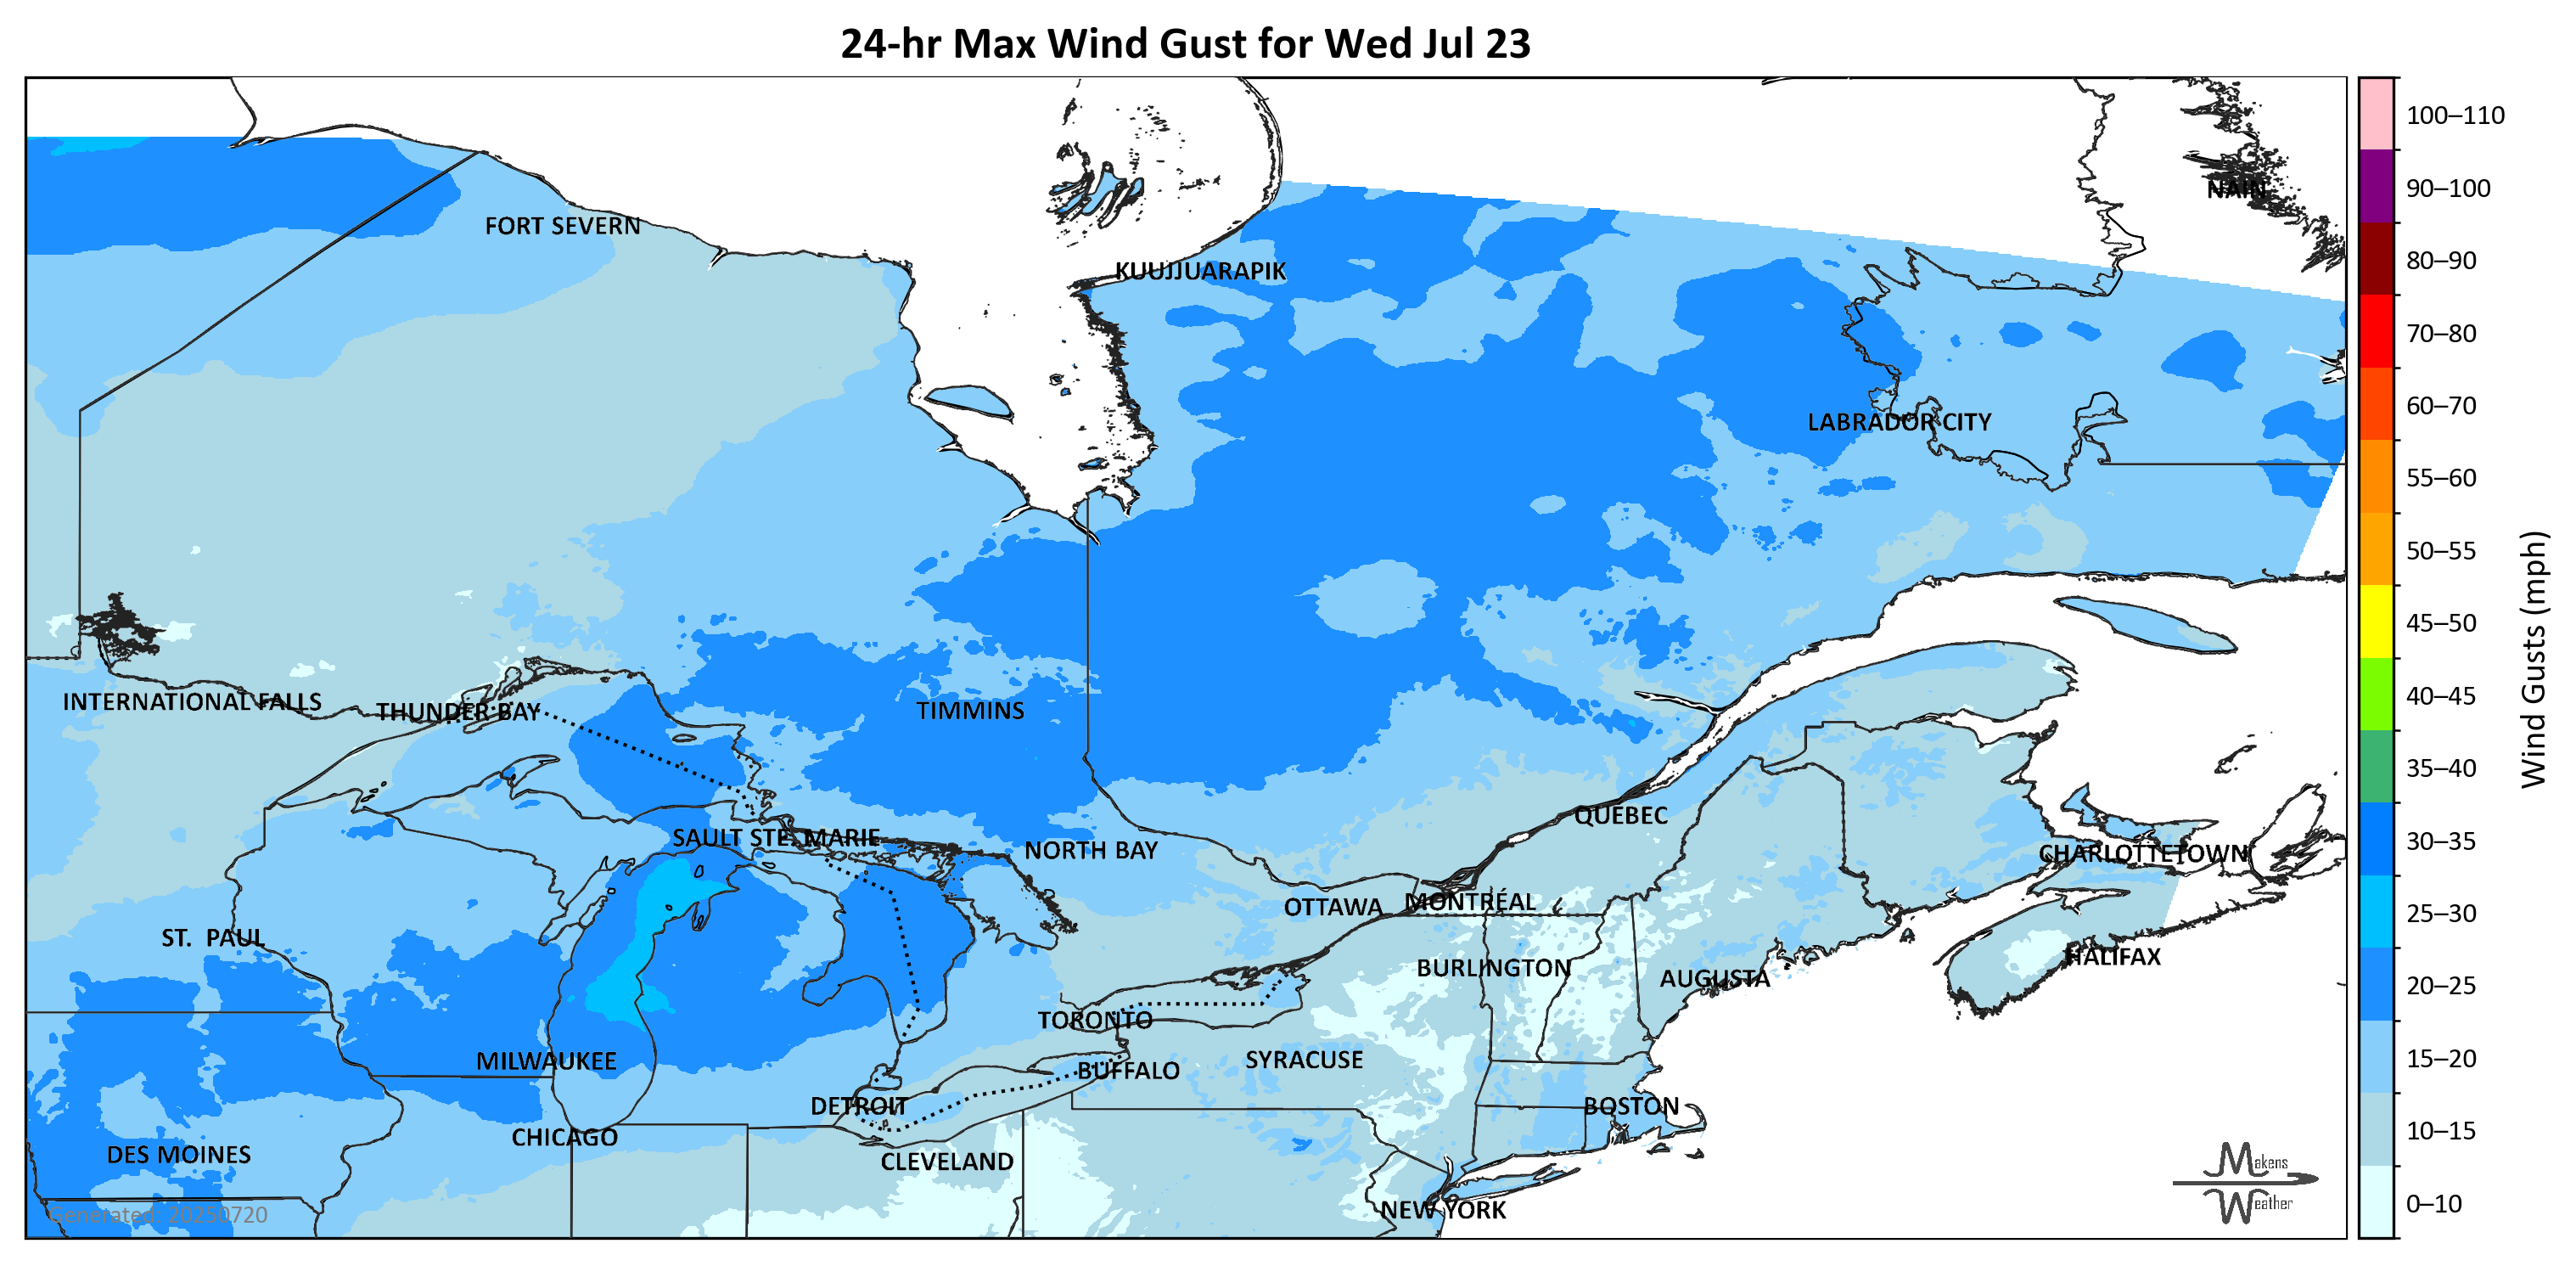 24-hr Max Wind Gust for Wed Jul 23
100–110
90–100
NAIN
FORT SEVERN
80–90
KUUJJUARAPIK
70–80
60–70
LABRADOR CITY
55–60
50–55
45–50
Wind Gusts (mph)
40–45
INTERNATIONAL FALLS
THUNDER BAY
TIMMINS
35–40
QUÉBEC
30–35
SAULT STE. MARIE
NORTH BAY
CHARLOTTETOWN
OTTAWA
MONTRÉAL
25–30
ST. PAUL
HALIFAX
BURLINGTON
AUGUSTA
20–25
TORONTO
MILWAUKEE
SYRACUSE
15–20
BUFFALO
DETROIT
BOSTON
CHICAGO
10–15
DES MOINES
CLEVELAND
Makens
Weather
0–10
NEW YORK
Generated: 20250720